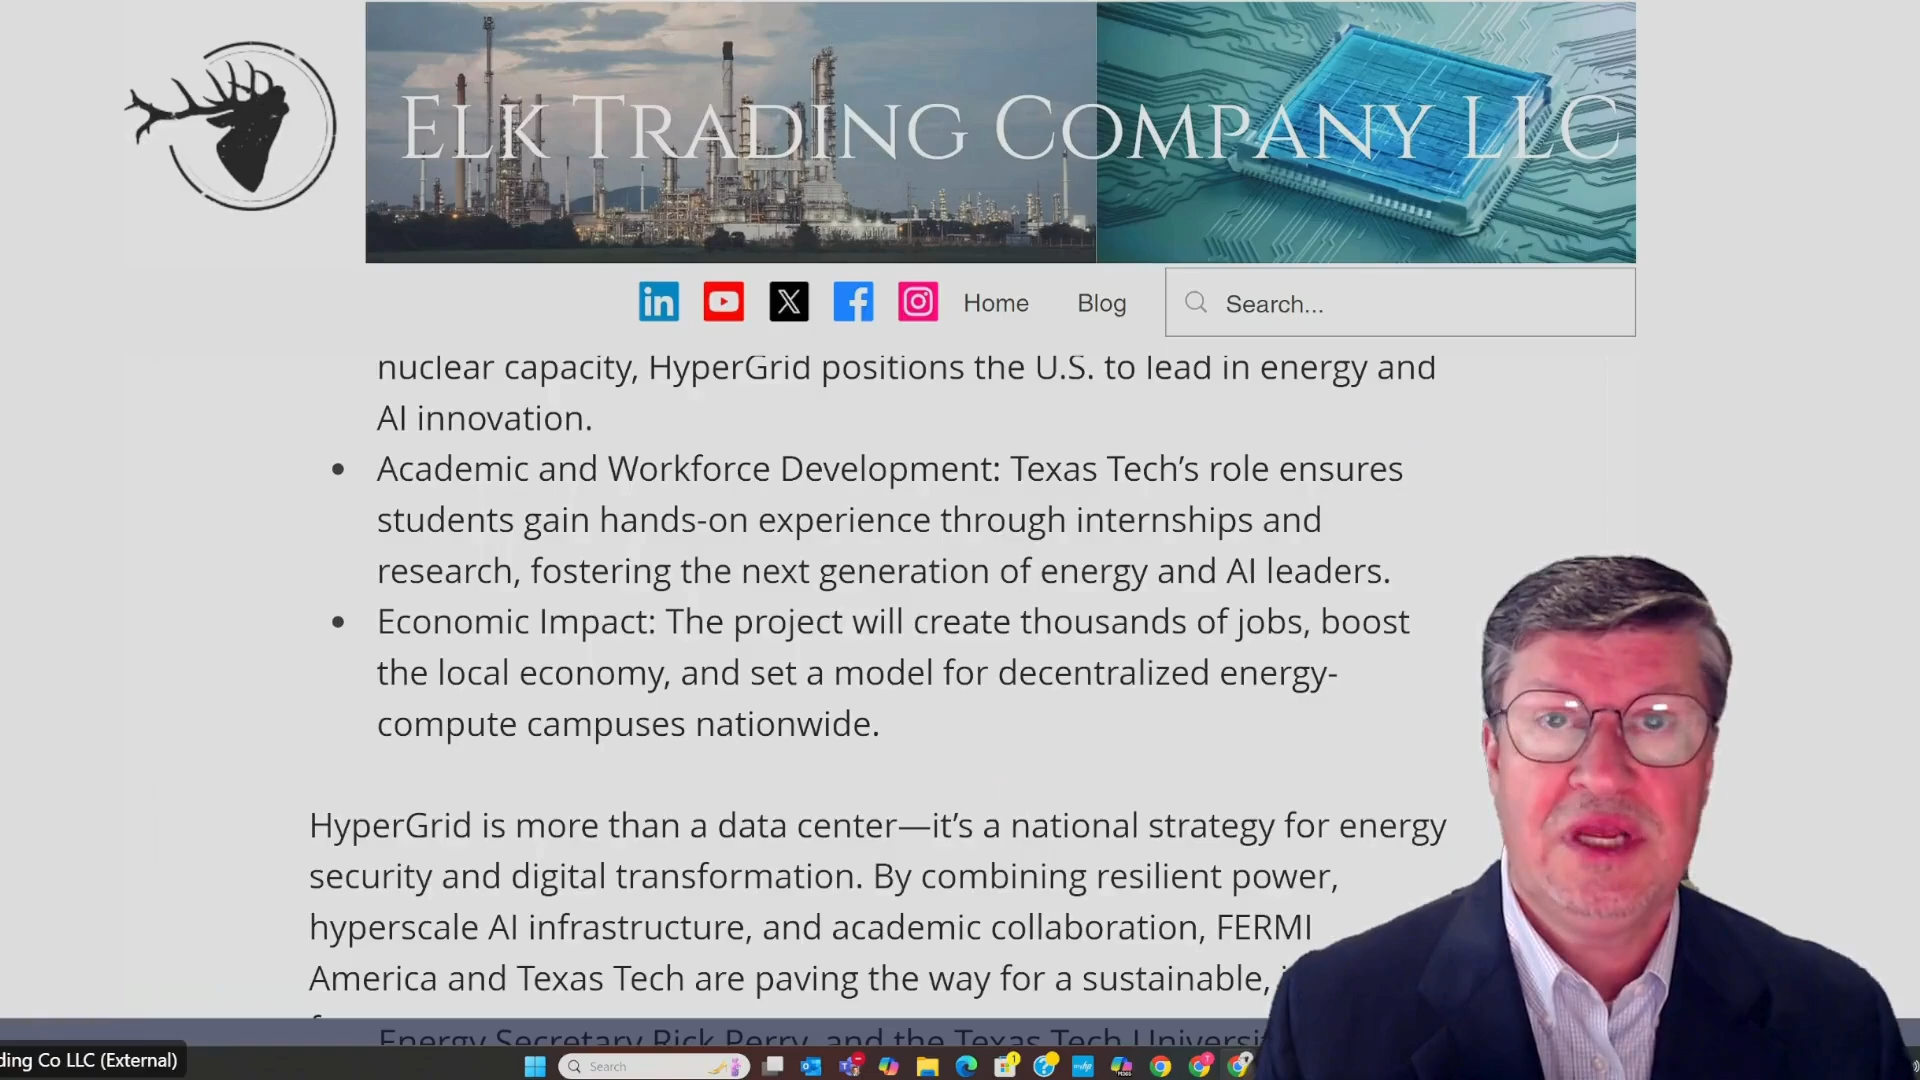 ELK TRADING COMPANY LLC
Home
Blog
Search...
nuclear capacity, HyperGrid positions the U.S. to lead in energy and
AI innovation.
• Academic and Workforce Development: Texas Tech’s role ensures
students gain hands-on experience through internships and
research, fostering the next generation of energy and AI leaders.
• Economic Impact: The project will create thousands of jobs, boost
the local economy, and set a model for decentralized energy-
compute campuses nationwide.
HyperGrid is more than a data center—it’s a national strategy for energy
security and digital transformation. By combining resilient power,
hyperscale AI infrastructure, and academic collaboration, FERMI
America and Texas Tech are paving the way for a sustainable,
Energy Secretary Rick Perry, and the Texas Tech
ding Co LLC (External)
Search